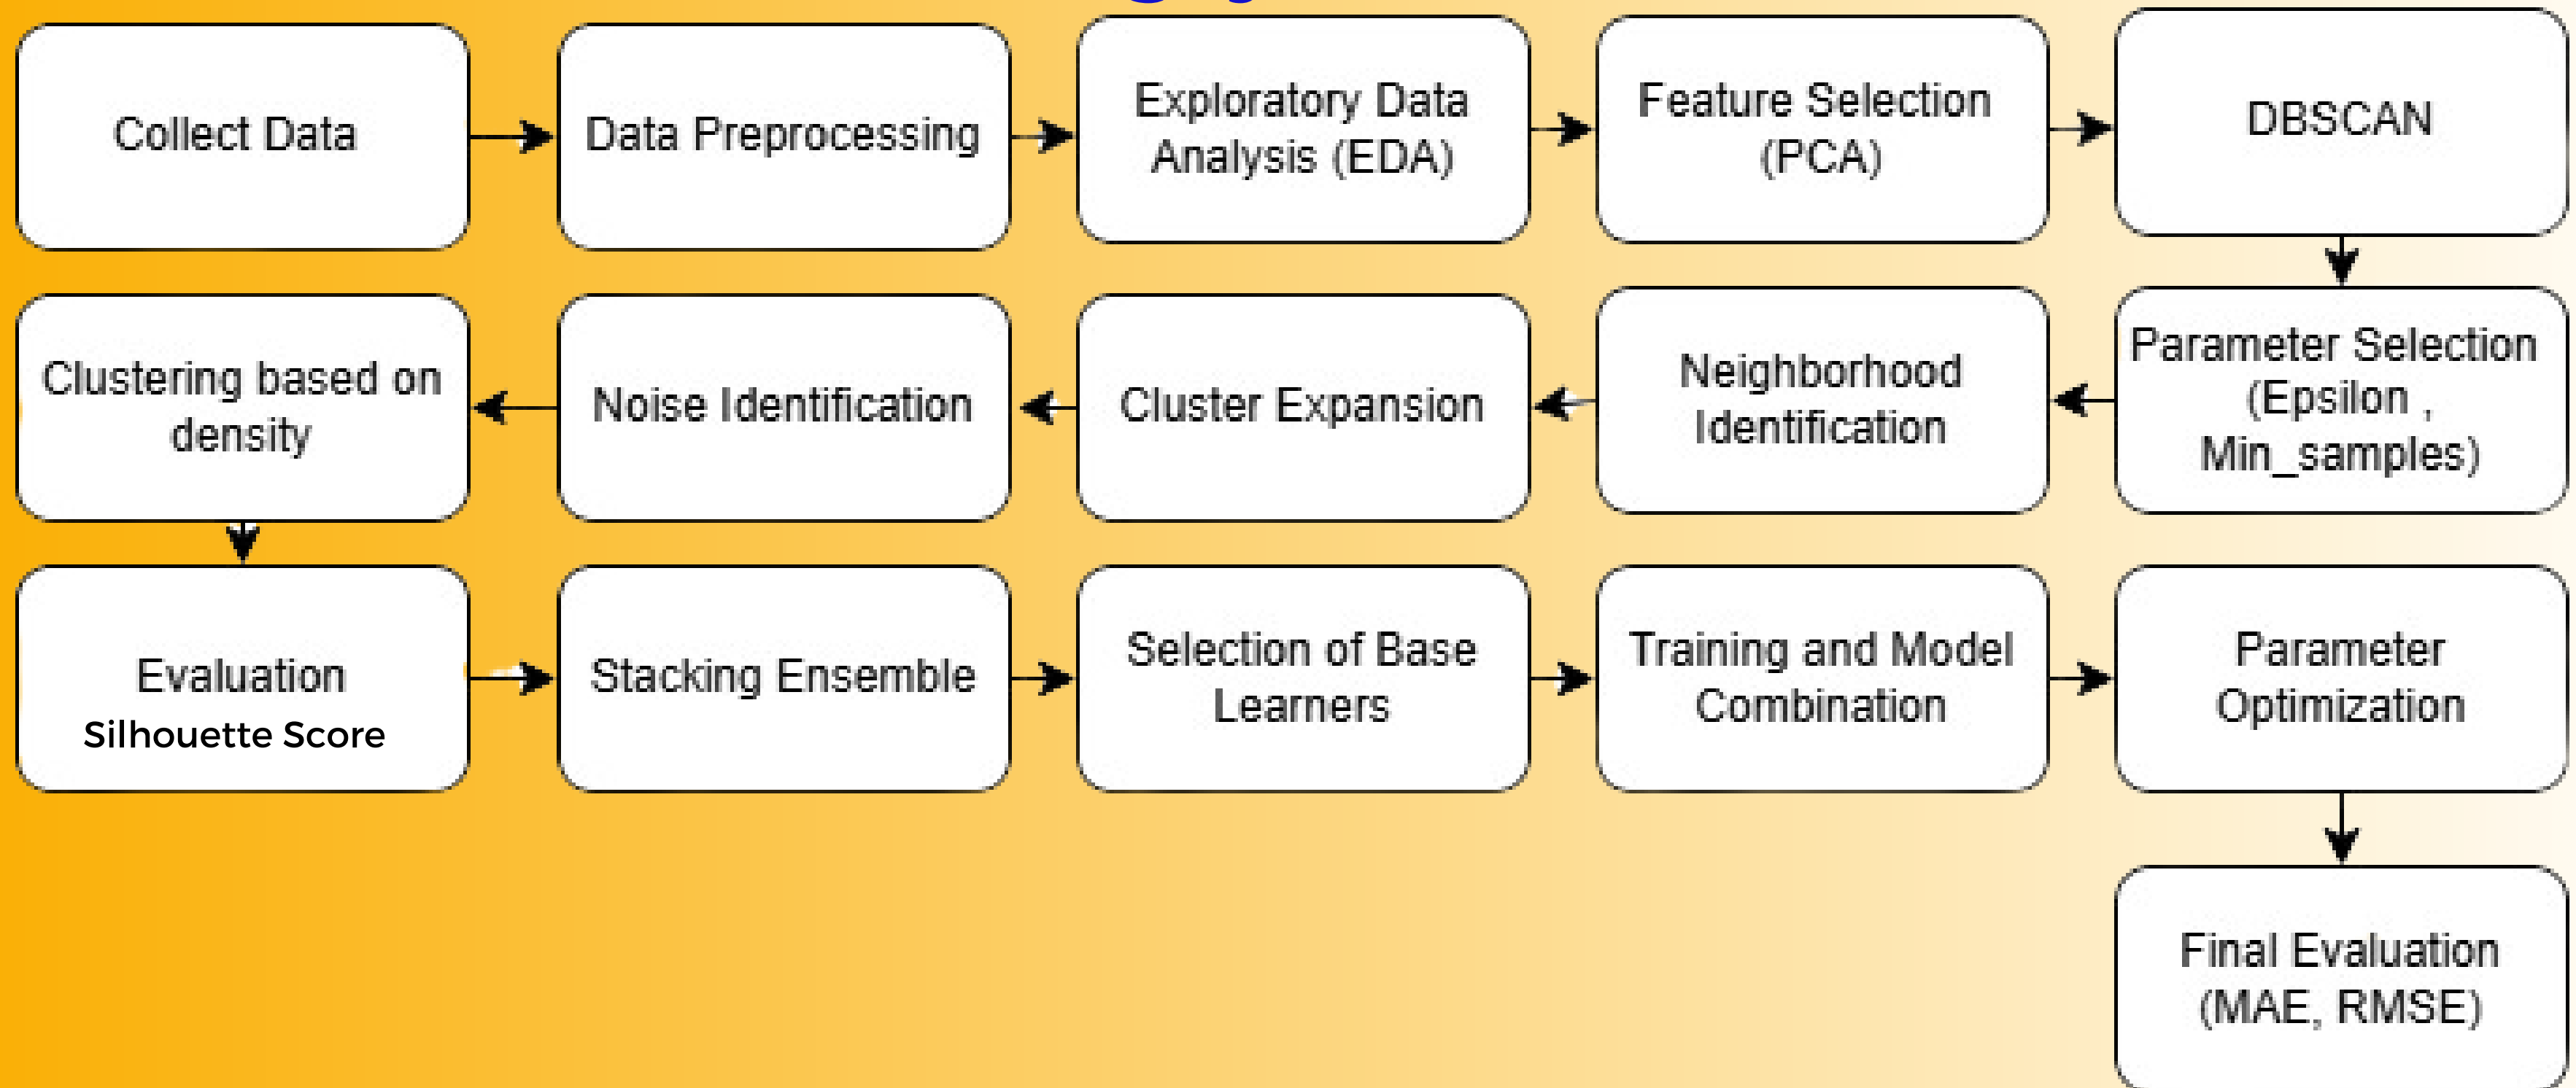 Collect Data
Data Preprocessing
Exploratory Data
Analysis (EDA)
Feature Selection
(PCA)
DBSCAN
Parameter Selection
(Epsilon ,
Min_samples)
Neighborhood
Identification
Cluster Expansion
Noise Identification
Clustering based on
density
Evaluation
Silhouette Score
Stacking Ensemble
Selection of Base
Learners
Training and Model
Combination
Parameter
Optimization
Final Evaluation
(MAE, RMSE)